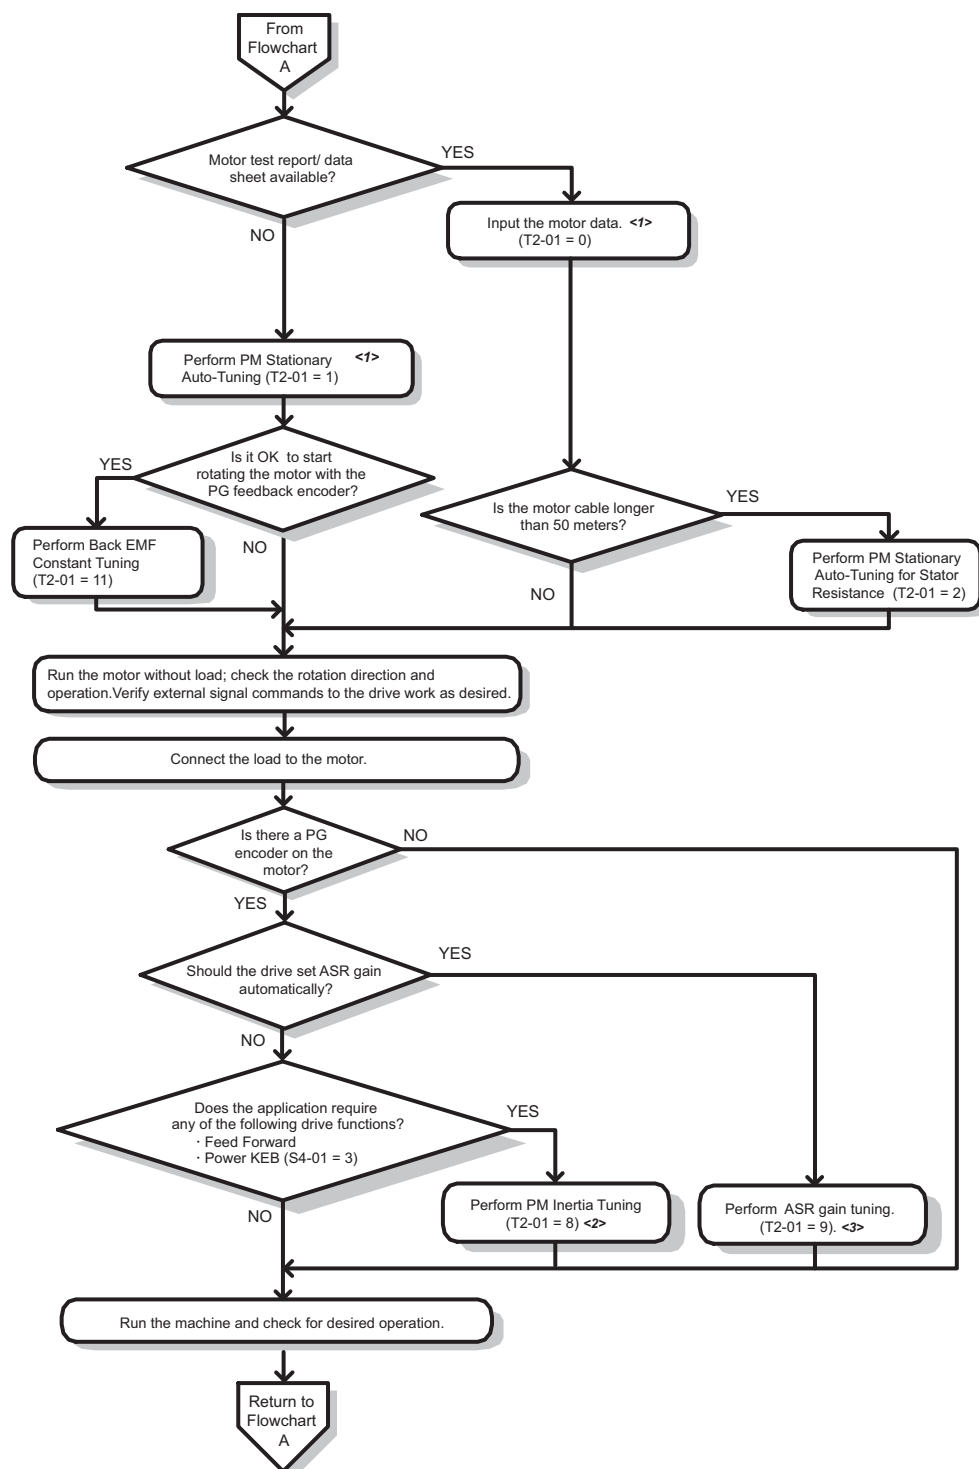 From
Flowchart
A
Motor test report/ data
sheet available?
YES
NO
Input the motor data. <1>
(T2-01 = 0)
Perform PM Stationary <1>
Auto-Tuning (T2-01 = 1)
Is it OK to start
rotating the motor with the
PG feedback encoder?
YES
NO
Perform Back EMF
Constant Tuning
(T2-01 = 11)
Is the motor cable longer
than 50 meters?
YES
NO
Perform PM Stationary
Auto-Tuning for Stator
Resistance (T2-01 = 2)
Run the motor without load; check the rotation direction and
operation.Verify external signal commands to the drive work as desired.
Connect the load to the motor.
Is there a PG
encoder on the
motor?
NO
YES
Should the drive set ASR gain
automatically?
YES
NO
Does the application require
any of the following drive functions?
· Feed Forward
· Power KEB (S4-01 = 3)
YES
NO
Perform PM Inertia Tuning
(T2-01 = 8) <2>
Perform ASR gain tuning.
(T2-01 = 9). <3>
Run the machine and check for desired operation.
Return to
Flowchart
A